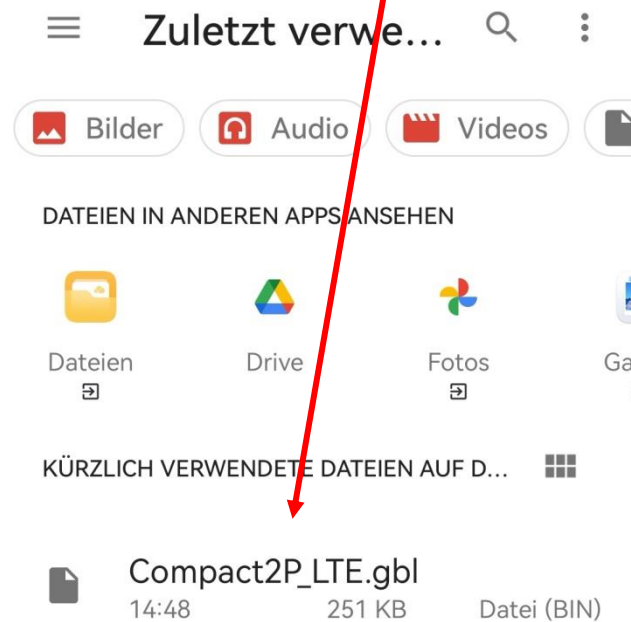 Zuletzt verwe...
Bilder Audio Videos
DATEIEN IN ANDEREN APPS ANSEHEN
Dateien Drive Fotos Ga
KÜRZLICH VERWENDETE DATEIEN AUF D...
Compact2P_LTE.gbl
14:48 251 KB Datei (BIN)